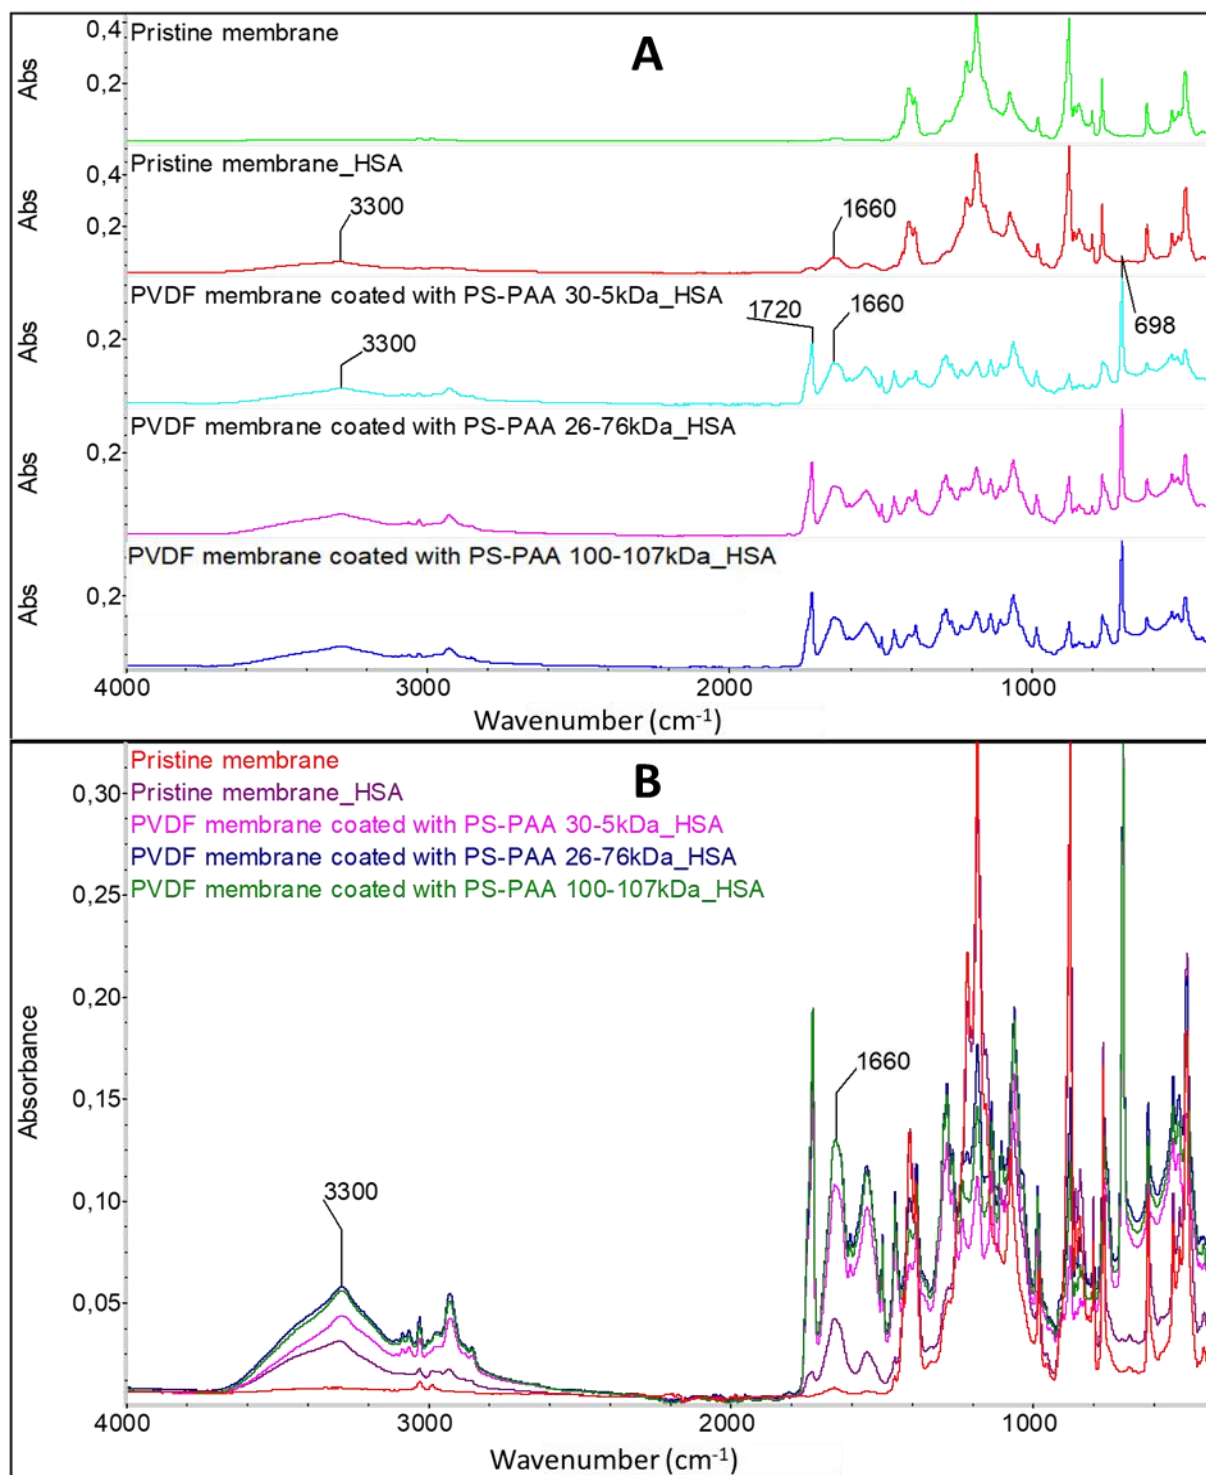 A
Abs
0,4
0,2
Pristine membrane
Abs
0,4
0,2
Pristine membrane_HSA
3300
1660
Abs
0,2
PVDF membrane coated with PS-PAA 30-5kDa_HSA
3300
1720
1660
698
Abs
0,2
PVDF membrane coated with PS-PAA 26-76kDa_HSA
Abs
0,2
PVDF membrane coated with PS-PAA 100-107kDa_HSA
4000 3000 2000 1000
Wavenumber (cm⁻¹)
B
Pristine membrane
Pristine membrane_HSA
PVDF membrane coated with PS-PAA 30-5kDa_HSA
PVDF membrane coated with PS-PAA 26-76kDa_HSA
PVDF membrane coated with PS-PAA 100-107kDa_HSA
Absorbance
0,30
0,25
0,20
0,15
0,10
0,05
3300
1660
4000 3000 2000 1000
Wavenumber (cm⁻¹)